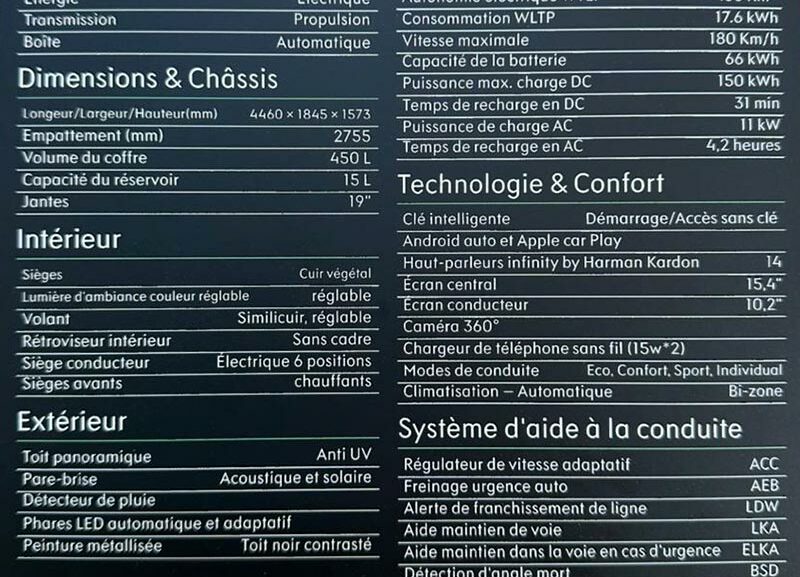 Énergie Électrique
Transmission Propulsion
Boîte Automatique
Dimensions & Châssis
Longeur/Largeur/Hauteur(mm) 4460 x 1845 x 1573
Empattement (mm) 2755
Volume du coffre 450 L
Capacité du réservoir 15 L
Jantes 19"
Intérieur
Sièges Cuir végétal
Lumière d'ambiance couleur réglable réglable
Volant Similicuir, réglable
Rétroviseur intérieur Sans cadre
Siège conducteur Électrique 6 positions
Sièges avants chauffants
Extérieur
Toit panoramique Anti UV
Pare-brise Acoustique et solaire
Détecteur de pluie
Phares LED automatique et adaptatif
Peinture métallisée Toit noir contrasté
Consommation WLTP 17.6 kWh
Vitesse maximale 180 Km/h
Capacité de la batterie 66 kWh
Puissance max. charge DC 150 kWh
Temps de recharge en DC 31 min
Puissance de charge AC 11 kW
Temps de recharge en AC 4,2 heures
Technologie & Confort
Clé intelligente Démarrage/Accès sans clé
Android auto et Apple car Play
Haut-parleurs infinity by Harman Kardon 14
Écran central 15,4"
Écran conducteur 10,2"
Caméra 360°
Chargeur de téléphone sans fil (15w*2)
Modes de conduite Eco, Confort, Sport, Individual
Climatisation – Automatique Bi-zone
Système d'aide à la conduite
Régulateur de vitesse adaptatif ACC
Freinage urgence auto AEB
Alerte de franchissement de ligne LDW
Aide maintien de voie LKA
Aide maintien dans la voie en cas d'urgence ELKA
Détection d'angle mort BSD